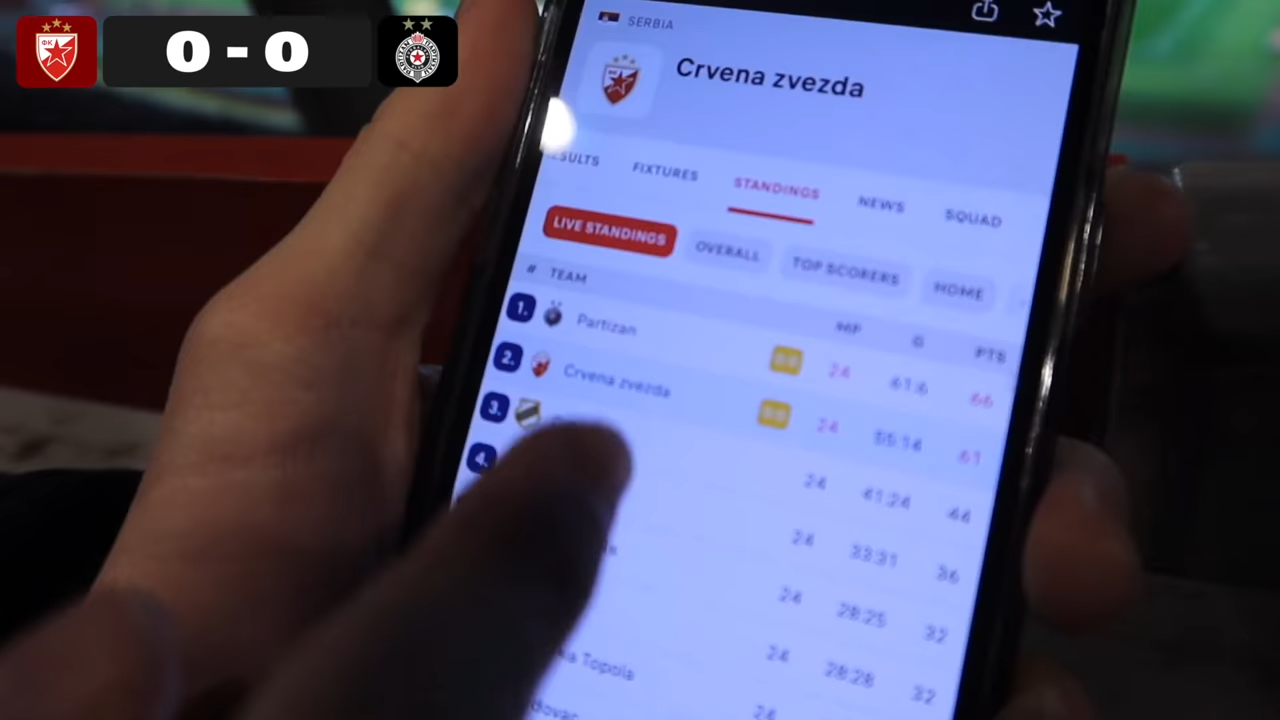 0 - 0
SERBIA
Crvena zvezda
FIXTURES
STANDINGS
NEWS
SQUAD
LIVE STANDINGS
OVERALL
TOP SCORERS
HOME
# TEAM
G
PTS
1. Partizan 24 61:6 66
2. Crvena zvezda 24 55:14 61
3. 24 41:24 44
4. 24 33:31 36
24 28:25 32
Topola 24 28:28 32
24